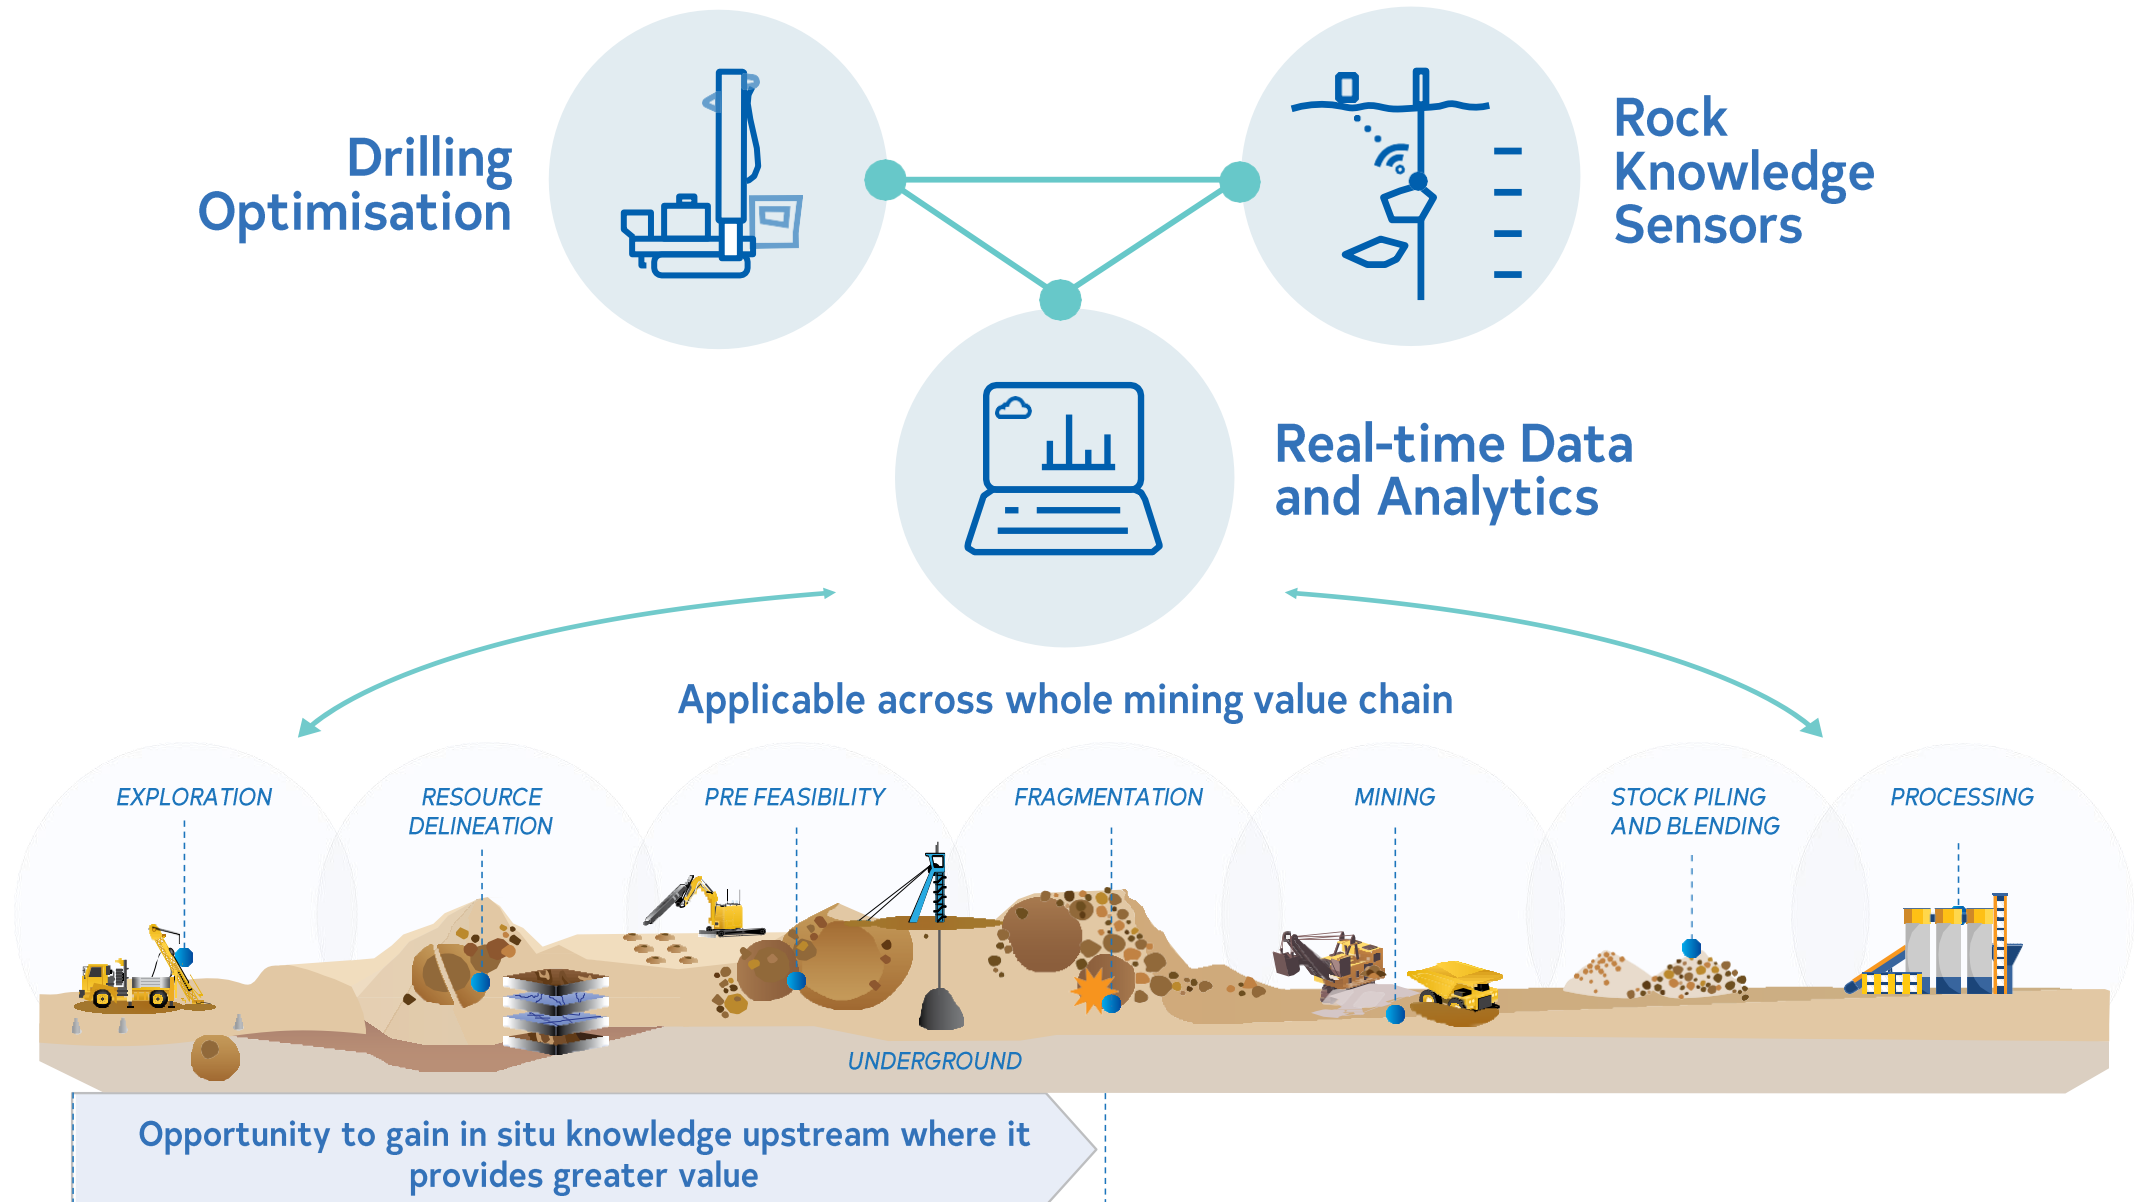 Drilling
Optimisation
Rock
Knowledge
Sensors
Real-time Data
and Analytics
Applicable across whole mining value chain
EXPLORATION
RESOURCE
DELINEATION
PRE FEASIBILITY
FRAGMENTATION
MINING
STOCK PILING
AND BLENDING
PROCESSING
UNDERGROUND
Opportunity to gain in situ knowledge upstream where it
provides greater value